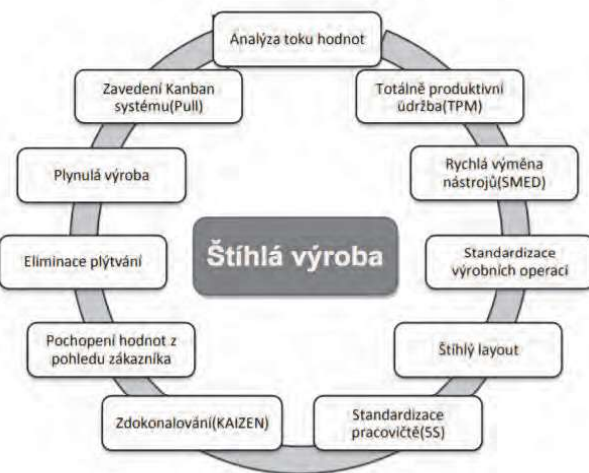 Analýza toku hodnot
Totálně produktivní
údržba(TPM)
Rychlá výměna
nástrojů(SMED)
Standardizace
výrobních operací
Štíhlý layout
Standardizace
pracovičtě(5S)
Zdokonalování(KAIZEN)
Pochopení hodnot z
pohledu zákazníka
Eliminace plýtvání
Plynulá výroba
Zavedení Kanban
systému(Pull)
Štíhlá výroba